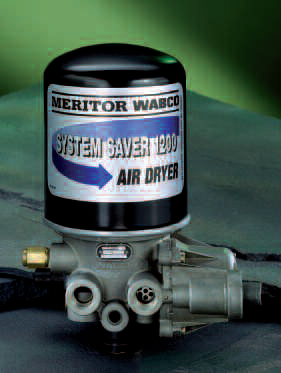 MERITOR WABCO
SYSTEM SAVER 1200
AIR DRYER